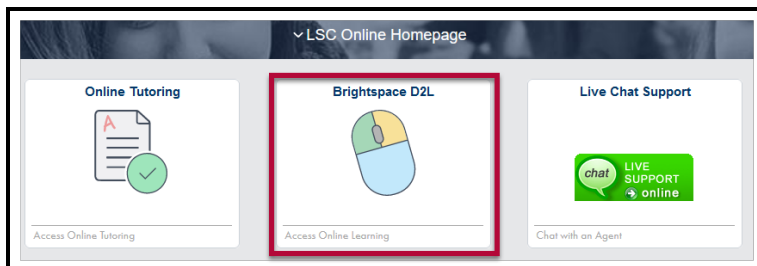 LSC Online Homepage
Online Tutoring
A
Access Online Tutoring
Brightspace D2L
Access Online Learning
Live Chat Support
chat
LIVE
SUPPORT
online
Chat with an Agent